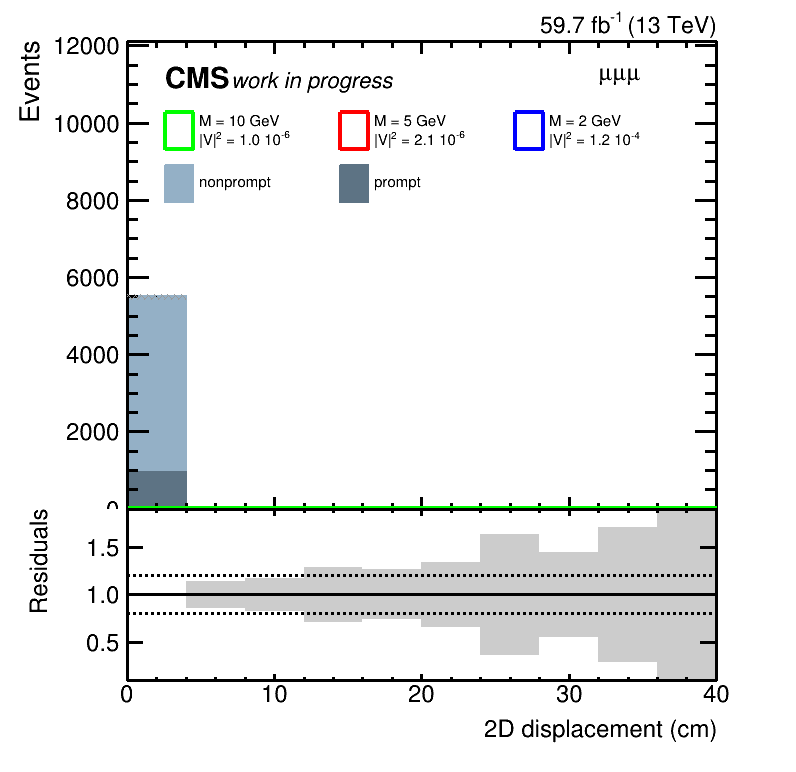 59.7 fb⁻¹ (13 TeV)
Events
12000
10000
8000
6000
4000
2000
0
CMS work in progress
μμμ
M = 10 GeV
|V|² = 1.0 10⁻⁶
M = 5 GeV
|V|² = 2.1 10⁻⁶
M = 2 GeV
|V|² = 1.2 10⁻⁴
nonprompt
prompt
Residuals
1.5
1.0
0.5
0 10 20 30 40
2D displacement (cm)